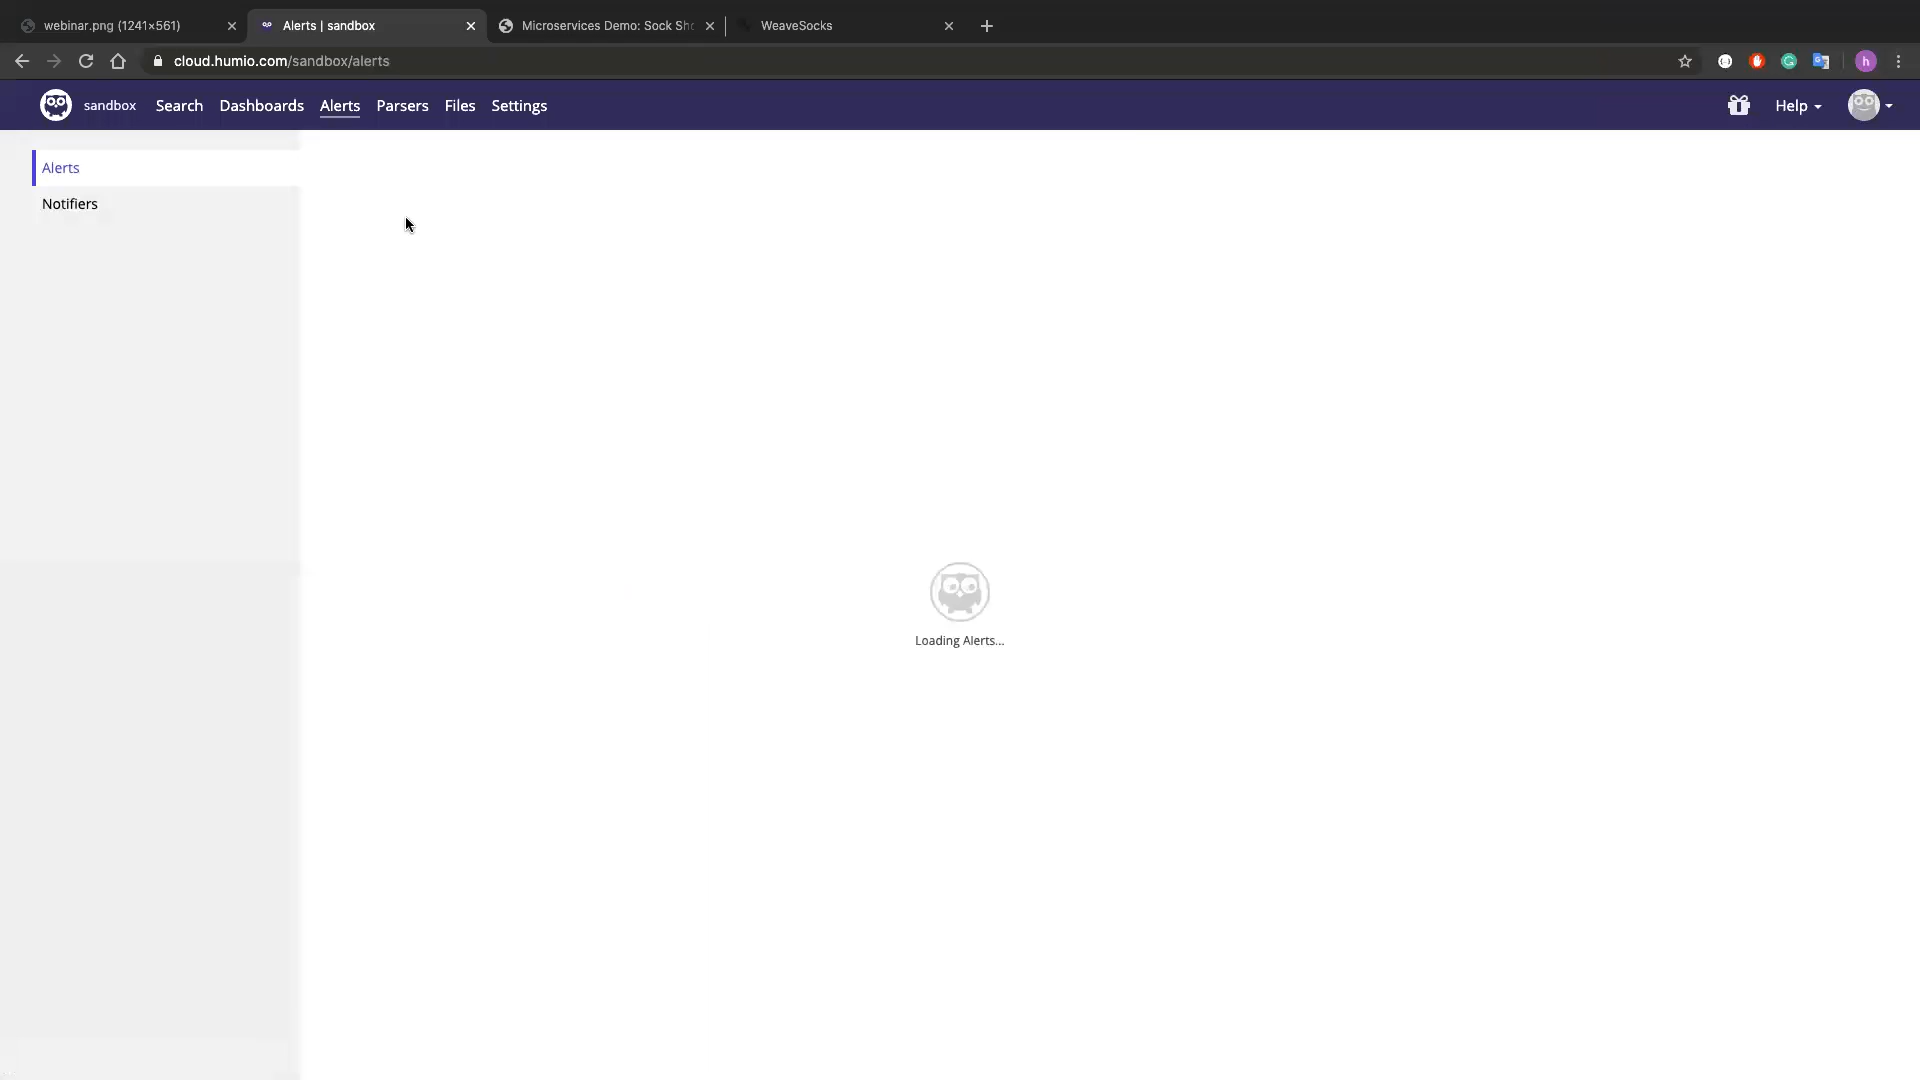 webinar.png (1241×561)
Alerts | sandbox
Microservices Demo: Sock Sho
WeaveSocks
cloud.humio.com/sandbox/alerts
h
sandbox
Search
Dashboards
Alerts
Parsers
Files
Settings
Help
Alerts
Notifiers
Loading Alerts...